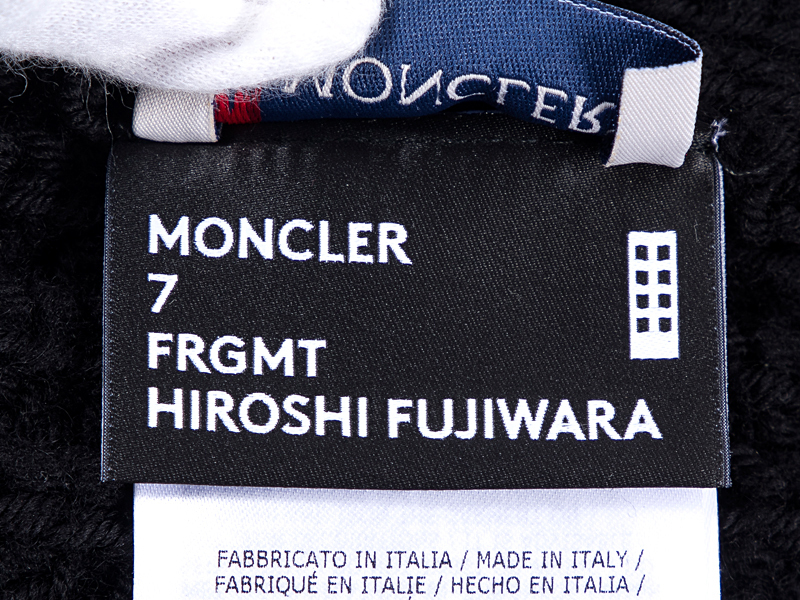 MONCLER
MONCLER
7
FRGMT
HIROSHI FUJIWARA
FABBRICATO IN ITALIA / MADE IN ITALY /
FABRIQUÉ EN ITALIE / HECHO EN ITALIA /